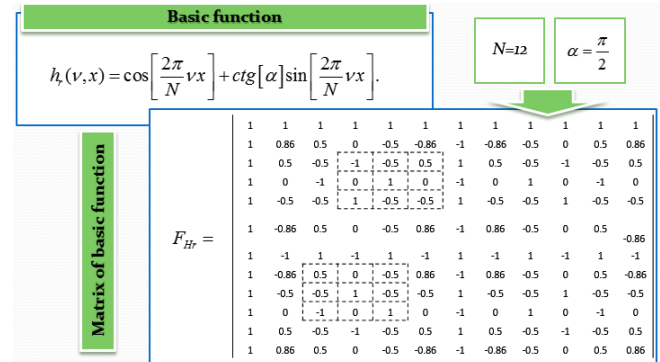 Basic function
h_r(ν,x) = cos[2π/N νx] + ctg[α] sin[2π/N νx].
N=12
α = π/2
Matrix of basic function
F_Hr =
1 1 1 1 1 1 1 1 1 1 1 1
1 0.86 0.5 0 -0.5 -0.86 -1 -0.86 -0.5 0 0.5 0.86
1 0.5 -0.5 -1 -0.5 0.5 1 0.5 -0.5 -1 -0.5 0.5
1 0 -1 0 1 0 -1 0 1 0 -1 0
1 -0.5 -0.5 1 -0.5 -0.5 1 -0.5 -0.5 1 -0.5 -0.5
1 -0.86 0.5 0 -0.5 0.86 -1 0.86 -0.5 0 0.5 -0.86
1 -1 1 -1 1 -1 1 -1 1 -1 1 -1
1 -0.86 0.5 0 -0.5 0.86 -1 0.86 -0.5 0 0.5 -0.86
1 -0.5 -0.5 1 -0.5 -0.5 1 -0.5 -0.5 1 -0.5 -0.5
1 0 -1 0 1 0 -1 0 1 0 -1 0
1 0.5 -0.5 -1 -0.5 0.5 1 0.5 -0.5 -1 -0.5 0.5
1 0.86 0.5 0 -0.5 -0.86 -1 -0.86 -0.5 0 0.5 0.86